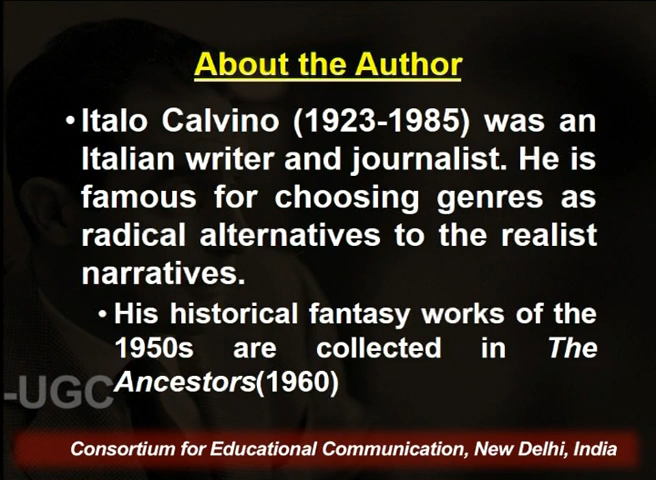 About the Author
• Italo Calvino (1923-1985) was an
Italian writer and journalist. He is
famous for choosing genres as
radical alternatives to the realist
narratives.
• His historical fantasy works of the
1950s are collected in The
Ancestors(1960)
-UGC
Consortium for Educational Communication, New Delhi, India